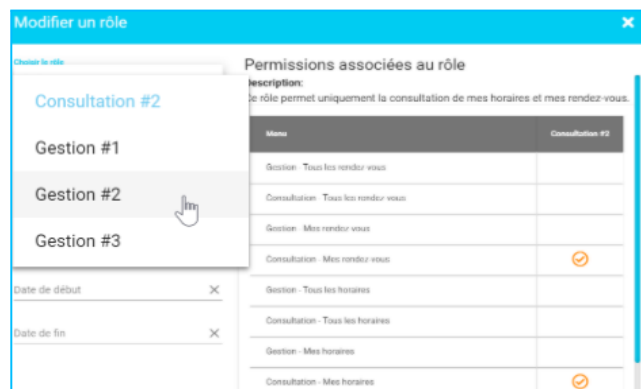 Modifier un rôle
Choisir le rôle
Consultation #2
Gestion #1
Gestion #2
Gestion #3
Date de début
Date de fin
Permissions associées au rôle
Description:
Ce rôle permet uniquement la consultation de mes horaires et mes rendez-vous.
Menu Consultation #2
Gestion - Tous les rendez-vous
Consultation - Tous les rendez-vous
Gestion - Mes rendez-vous
Consultation - Mes rendez-vous
Gestion - Tous les horaires
Consultation - Tous les horaires
Gestion - Mes horaires
Consultation - Mes horaires